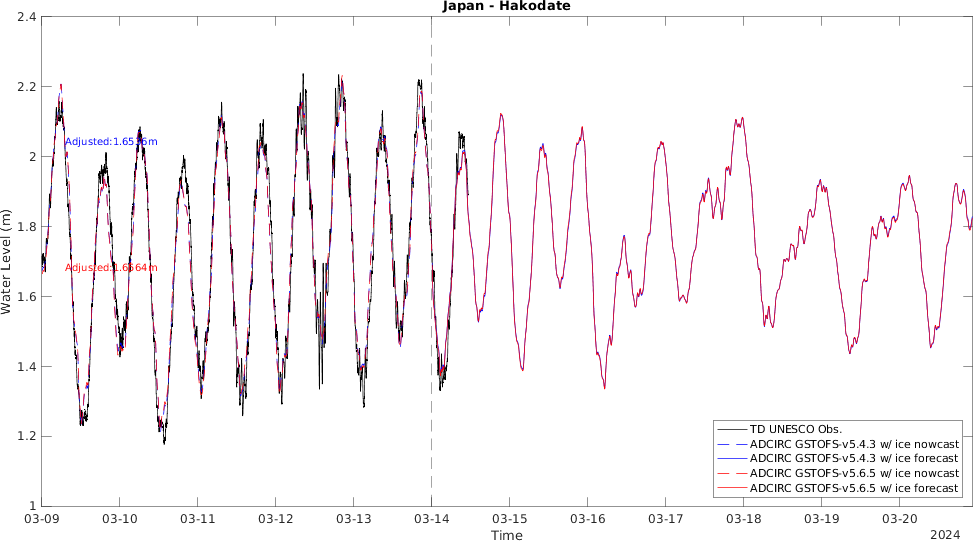 Japan - Hakodate
2.4
2.2
2
1.8
1.6
1.4
1.2
1
Water Level (m)
Adjusted:1.6536m
Adjusted:1.6564m
TD UNESCO Obs.
ADCIRC GSTOFS-v5.4.3 w/ ice nowcast
ADCIRC GSTOFS-v5.4.3 w/ ice forecast
ADCIRC GSTOFS-v5.6.5 w/ ice nowcast
ADCIRC GSTOFS-v5.6.5 w/ ice forecast
03-09 03-10 03-11 03-12 03-13 03-14 03-15 03-16 03-17 03-18 03-19 03-20
Time
2024